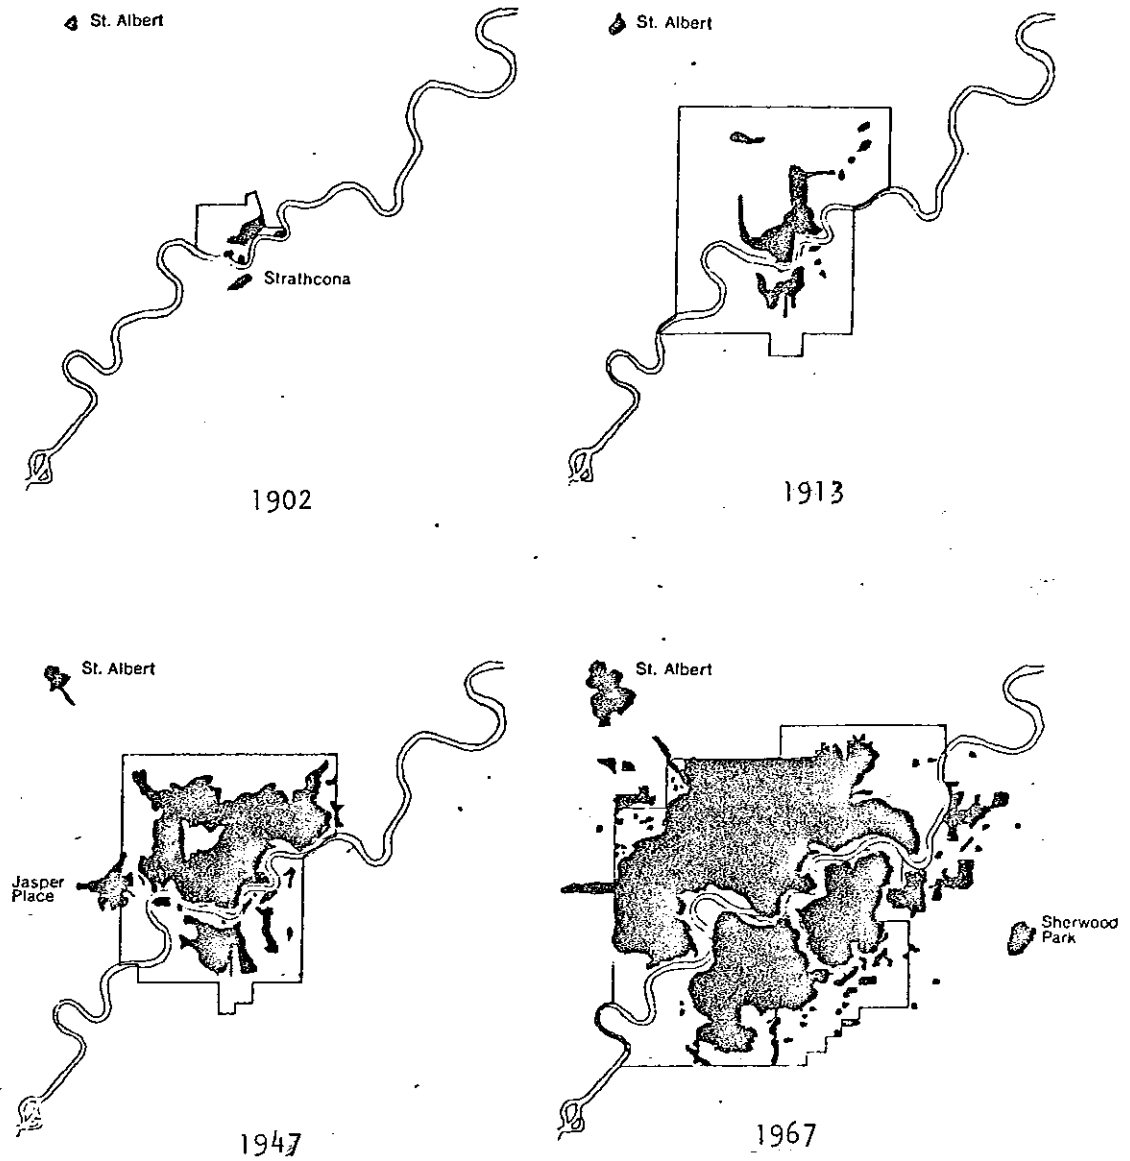 St. Albert
Strathcona
1902
St. Albert
1913
St. Albert
Jasper
Place
1947
St. Albert
Sherwood
Park
1967